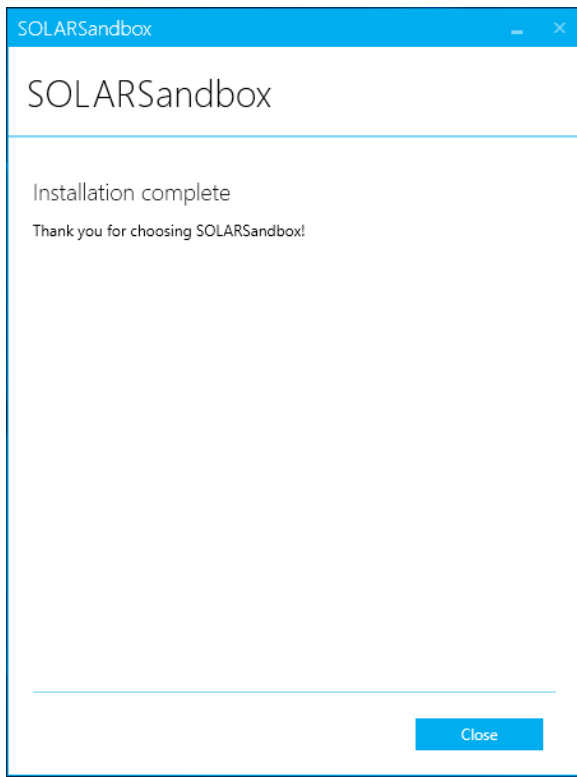 SOLARSandbox
SOLARSandbox
Installation complete
Thank you for choosing SOLARSandbox!
Close